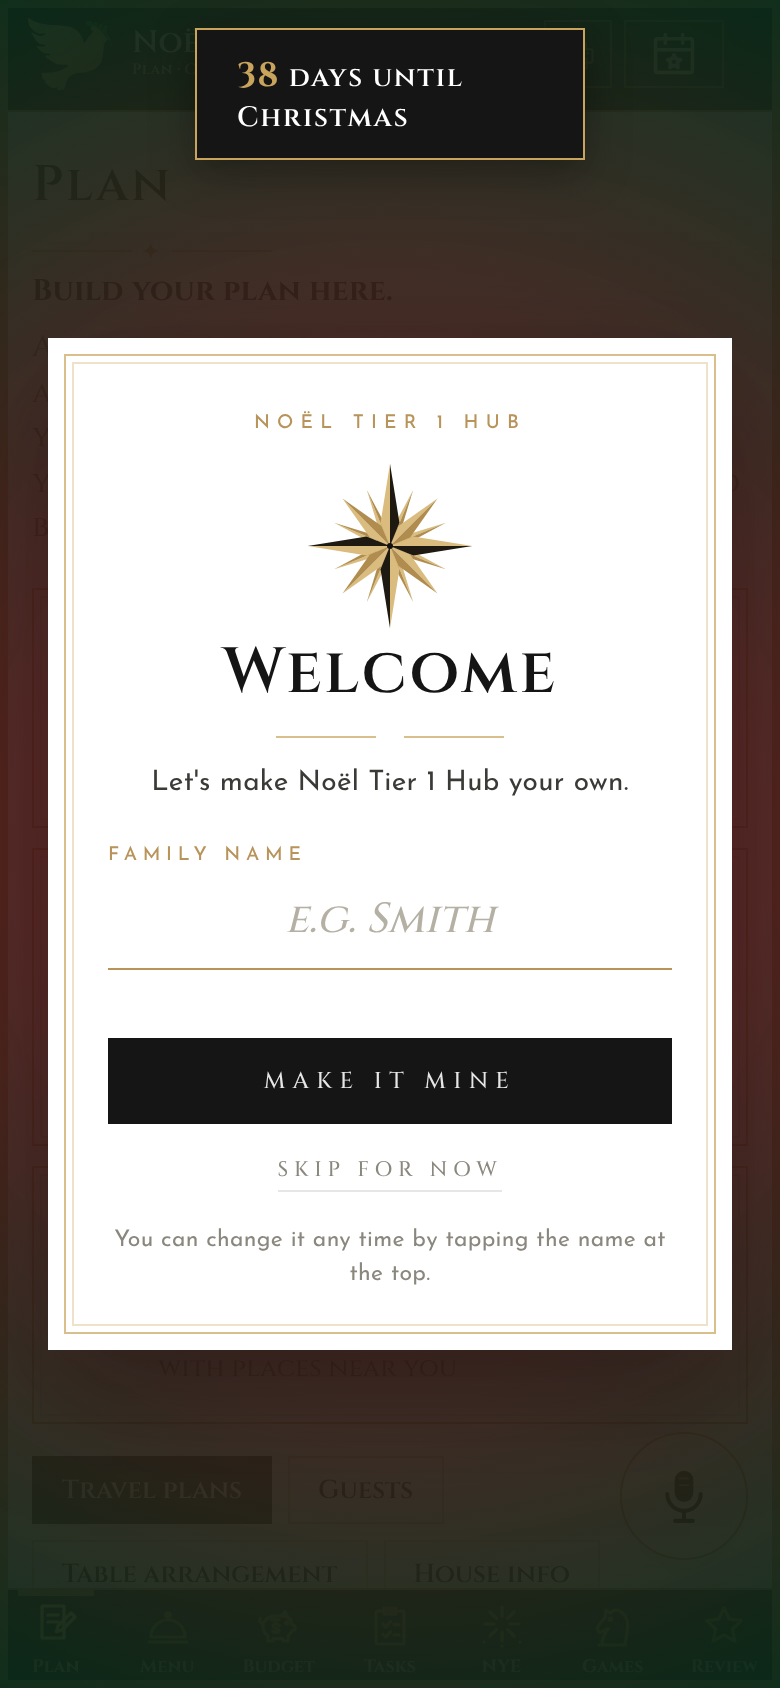 38 DAYS UNTIL
CHRISTMAS
PLAN
BUILD YOUR PLAN HERE.
NOËL TIER 1 HUB
WELCOME
Let's make Noël Tier 1 Hub your own.
FAMILY NAME
E.G. SMITH
MAKE IT MINE
SKIP FOR NOW
You can change it any time by tapping the name at
the top.
WITH PLACES NEAR YOU
TRAVEL PLANS
GUESTS
TABLE ARRANGEMENT
HOUSE INFO
PLAN
MENU
BUDGET
TASKS
NYE
GAMES
REVIEW